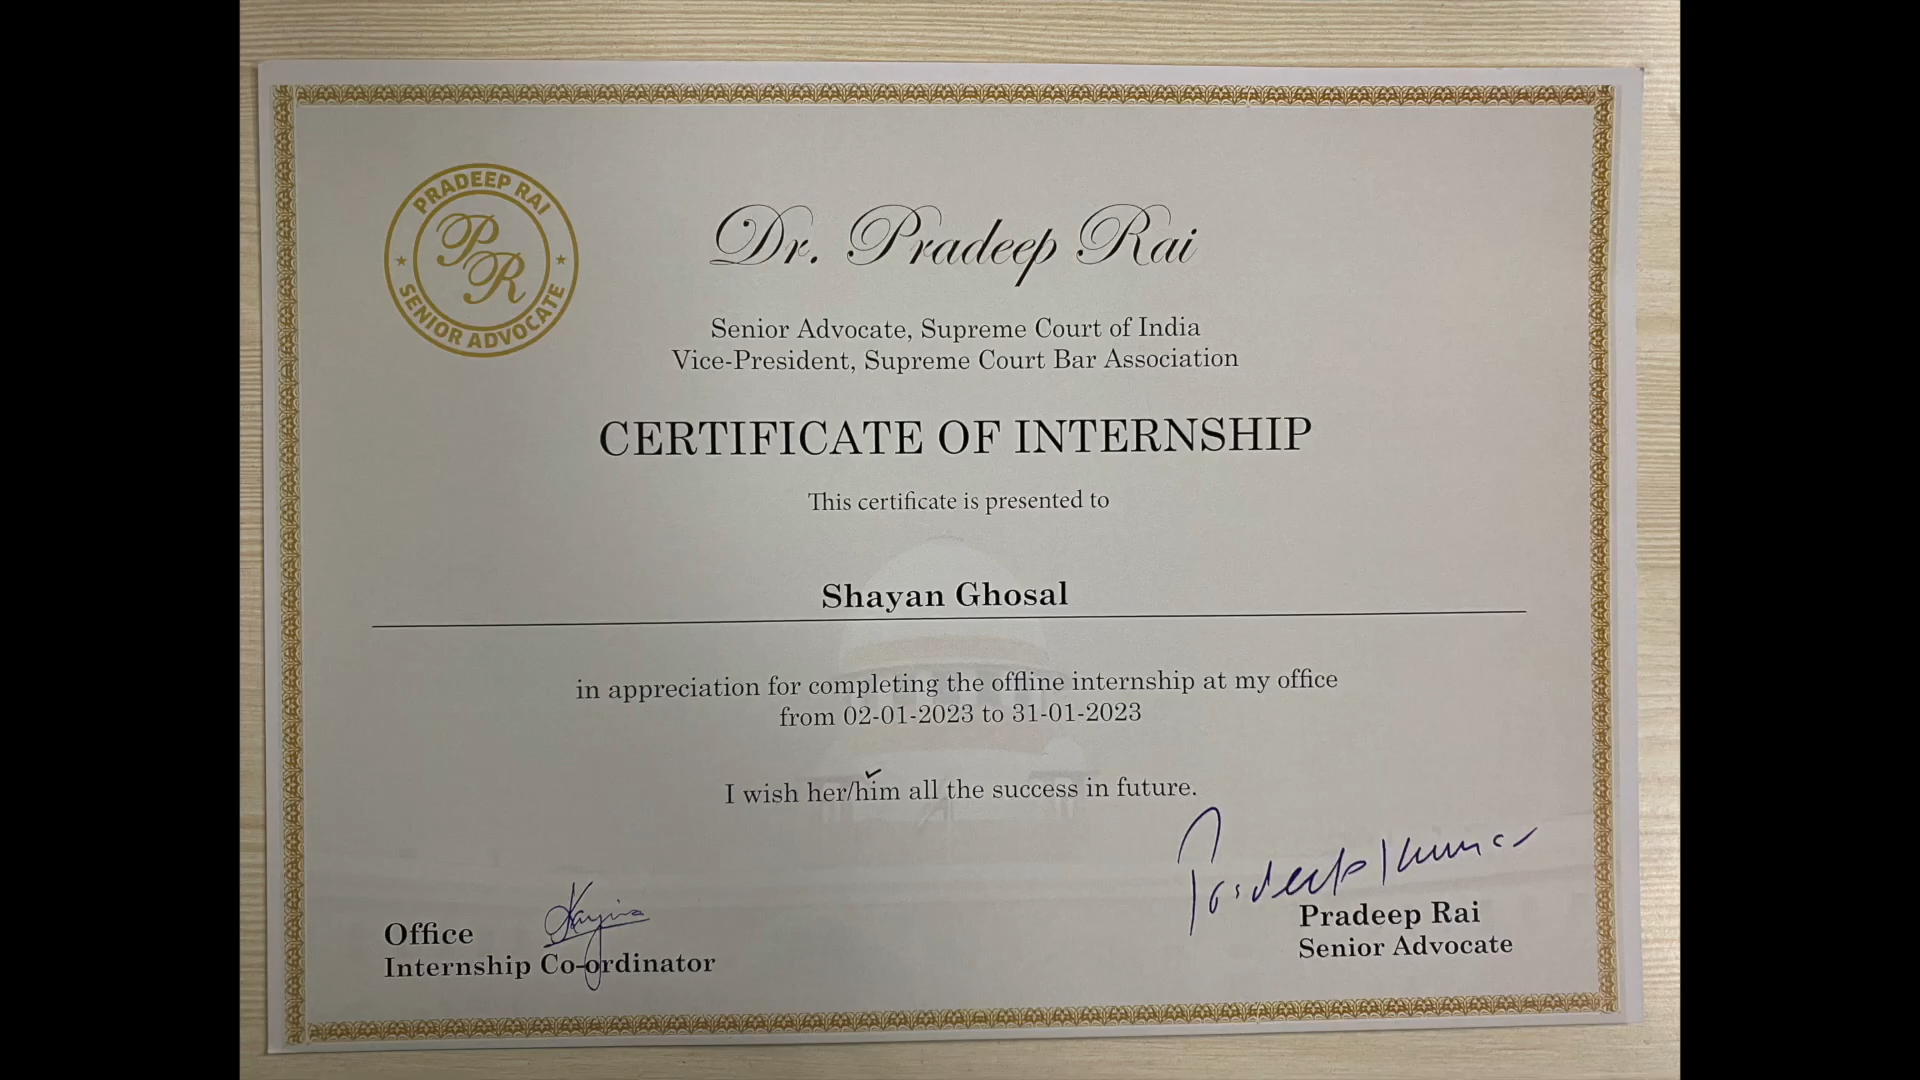 PRADEEP RAI
PR
SENIOR ADVOCATE
Dr. Pradeep Rai
Senior Advocate, Supreme Court of India
Vice-President, Supreme Court Bar Association
CERTIFICATE OF INTERNSHIP
This certificate is presented to
Shayan Ghosal
in appreciation for completing the offline internship at my office
from 02-01-2023 to 31-01-2023
I wish her/him all the success in future.
Office
Internship Co-ordinator
Pradeep Kumar
Pradeep Rai
Senior Advocate